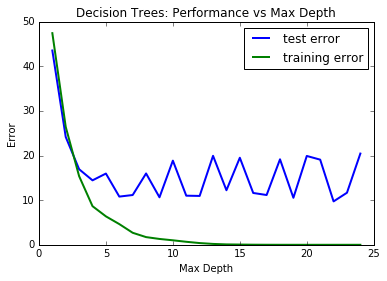 Decision Trees: Performance vs Max Depth
50
40
30
20
10
0
Error
test error
training error
0 5 10 15 20 25
Max Depth